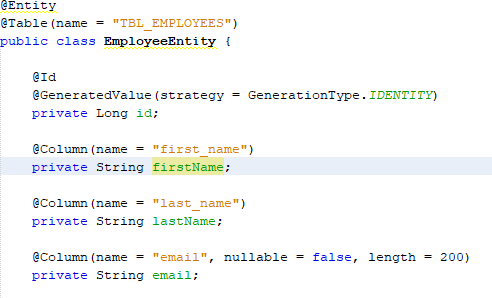 @Entity
@Table(name = "TBL_EMPLOYEES")
public class EmployeeEntity {
@Id
@GeneratedValue(strategy = GenerationType.IDENTITY)
private Long id;
@Column(name = "first_name")
private String firstName;
@Column(name = "last_name")
private String lastName;
@Column(name = "email", nullable = false, length = 200)
private String email;